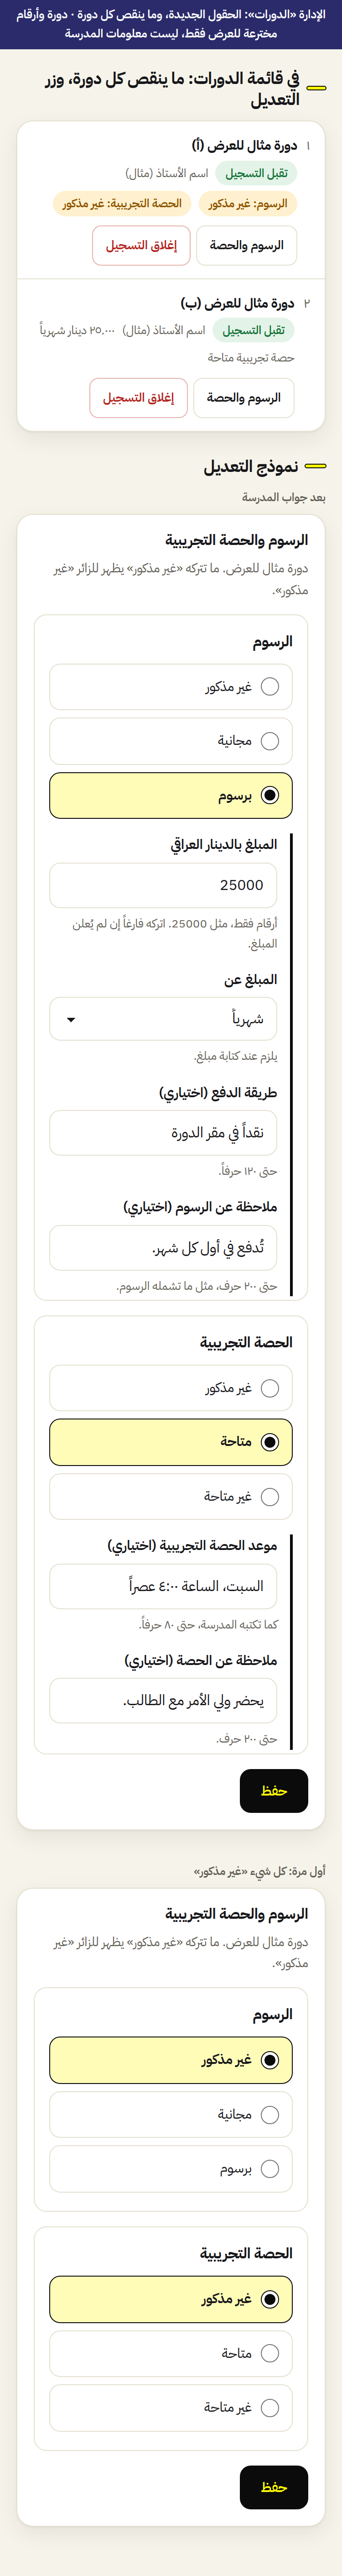 الإدارة «الدورات»: الحقول الجديدة، وما ينقص كل دورة · دورة وأرقام
مخترعة للعرض فقط، ليست معلومات المدرسة
في قائمة الدورات: ما ينقص كل دورة، وزر
التعديل
١ دورة مثال للعرض (أ)
تقبل التسجيل اسم الأستاذ (مثال)
الرسوم: غير مذكور الحصة التجريبية: غير مذكور
الرسوم والحصة إغلاق التسجيل
٢ دورة مثال للعرض (ب)
تقبل التسجيل اسم الأستاذ (مثال) ٢٥,٠٠٠ دينار شهرياً
حصة تجريبية متاحة
الرسوم والحصة إغلاق التسجيل
نموذج التعديل
بعد جواب المدرسة
الرسوم والحصة التجريبية
دورة مثال للعرض. ما تتركه «غير مذكور» يظهر للزائر «غير
مذكور».
الرسوم
غير مذكور
مجانية
برسوم
المبلغ بالدينار العراقي
25000
أرقام فقط، مثل 25000. اتركه فارغاً إن لم يُعلن
المبلغ.
المبلغ عن
شهرياً
يلزم عند كتابة مبلغ.
طريقة الدفع (اختياري)
نقداً في مقر الدورة
حتى ١٢٠ حرفاً.
ملاحظة عن الرسوم (اختياري)
تُدفع في أول كل شهر.
حتى ٢٠٠ حرف، مثل ما تشمله الرسوم.
الحصة التجريبية
غير مذكور
متاحة
غير متاحة
موعد الحصة التجريبية (اختياري)
السبت، الساعة ٤:٠٠ عصراً
كما تكتبه المدرسة، حتى ٨٠ حرفاً.
ملاحظة عن الحصة (اختياري)
يحضر ولي الأمر مع الطالب.
حتى ٢٠٠ حرف.
حفظ
أول مرة: كل شيء «غير مذكور»
الرسوم والحصة التجريبية
دورة مثال للعرض. ما تتركه «غير مذكور» يظهر للزائر «غير
مذكور».
الرسوم
غير مذكور
مجانية
برسوم
الحصة التجريبية
غير مذكور
متاحة
غير متاحة
حفظ